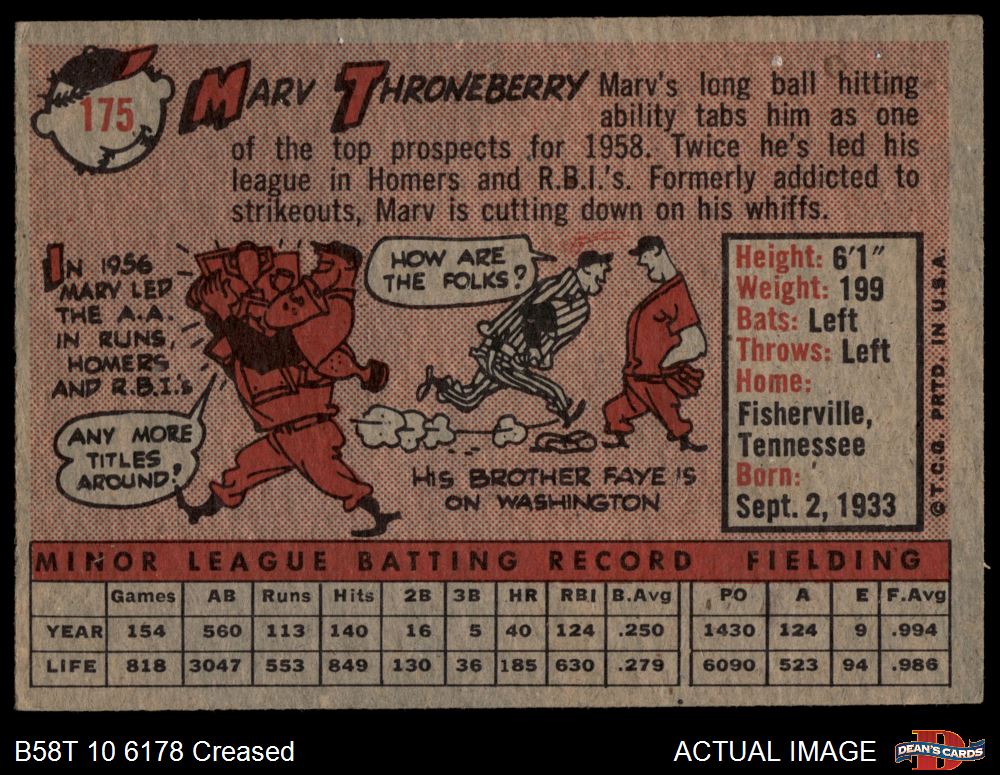 175
MARV THRONEBERRY
Marv's long ball hitting
ability tabs him as one
of the top prospects for 1958. Twice he's led his
league in Homers and R.B.I.'s. Formerly addicted to
strikeouts, Marv is cutting down on his whiffs.
IN 1956
MARV LED
THE A.A.
IN RUNS,
HOMERS
AND R.B.I.'s
ANY MORE
TITLES
AROUND?
HOW ARE
THE FOLKS?
HIS BROTHER FAYE IS
ON WASHINGTON
Height: 6'1"
Weight: 199
Bats: Left
Throws: Left
Home:
Fisherville,
Tennessee
Born:
Sept. 2, 1933
© T.C.G. PRTD. IN U.S.A.
MINOR LEAGUE BATTING RECORD FIELDING
Games AB Runs Hits 2B 3B HR RBI B.Avg PO A E F.Avg
YEAR 154 560 113 140 16 5 40 124 .250 1430 124 9 .994
LIFE 818 3047 553 849 130 36 185 630 .279 6090 523 94 .986
B58T 10 6178 Creased
ACTUAL IMAGE
DEAN'S CARDS